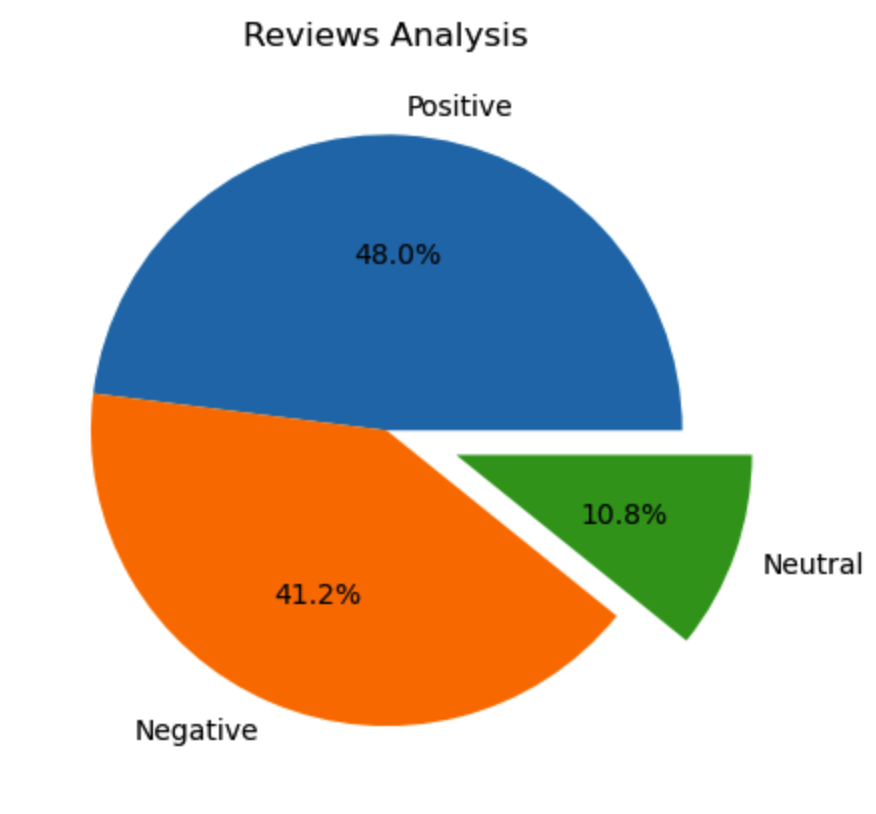 Reviews Analysis
Positive
48.0%
10.8%
Neutral
41.2%
Negative